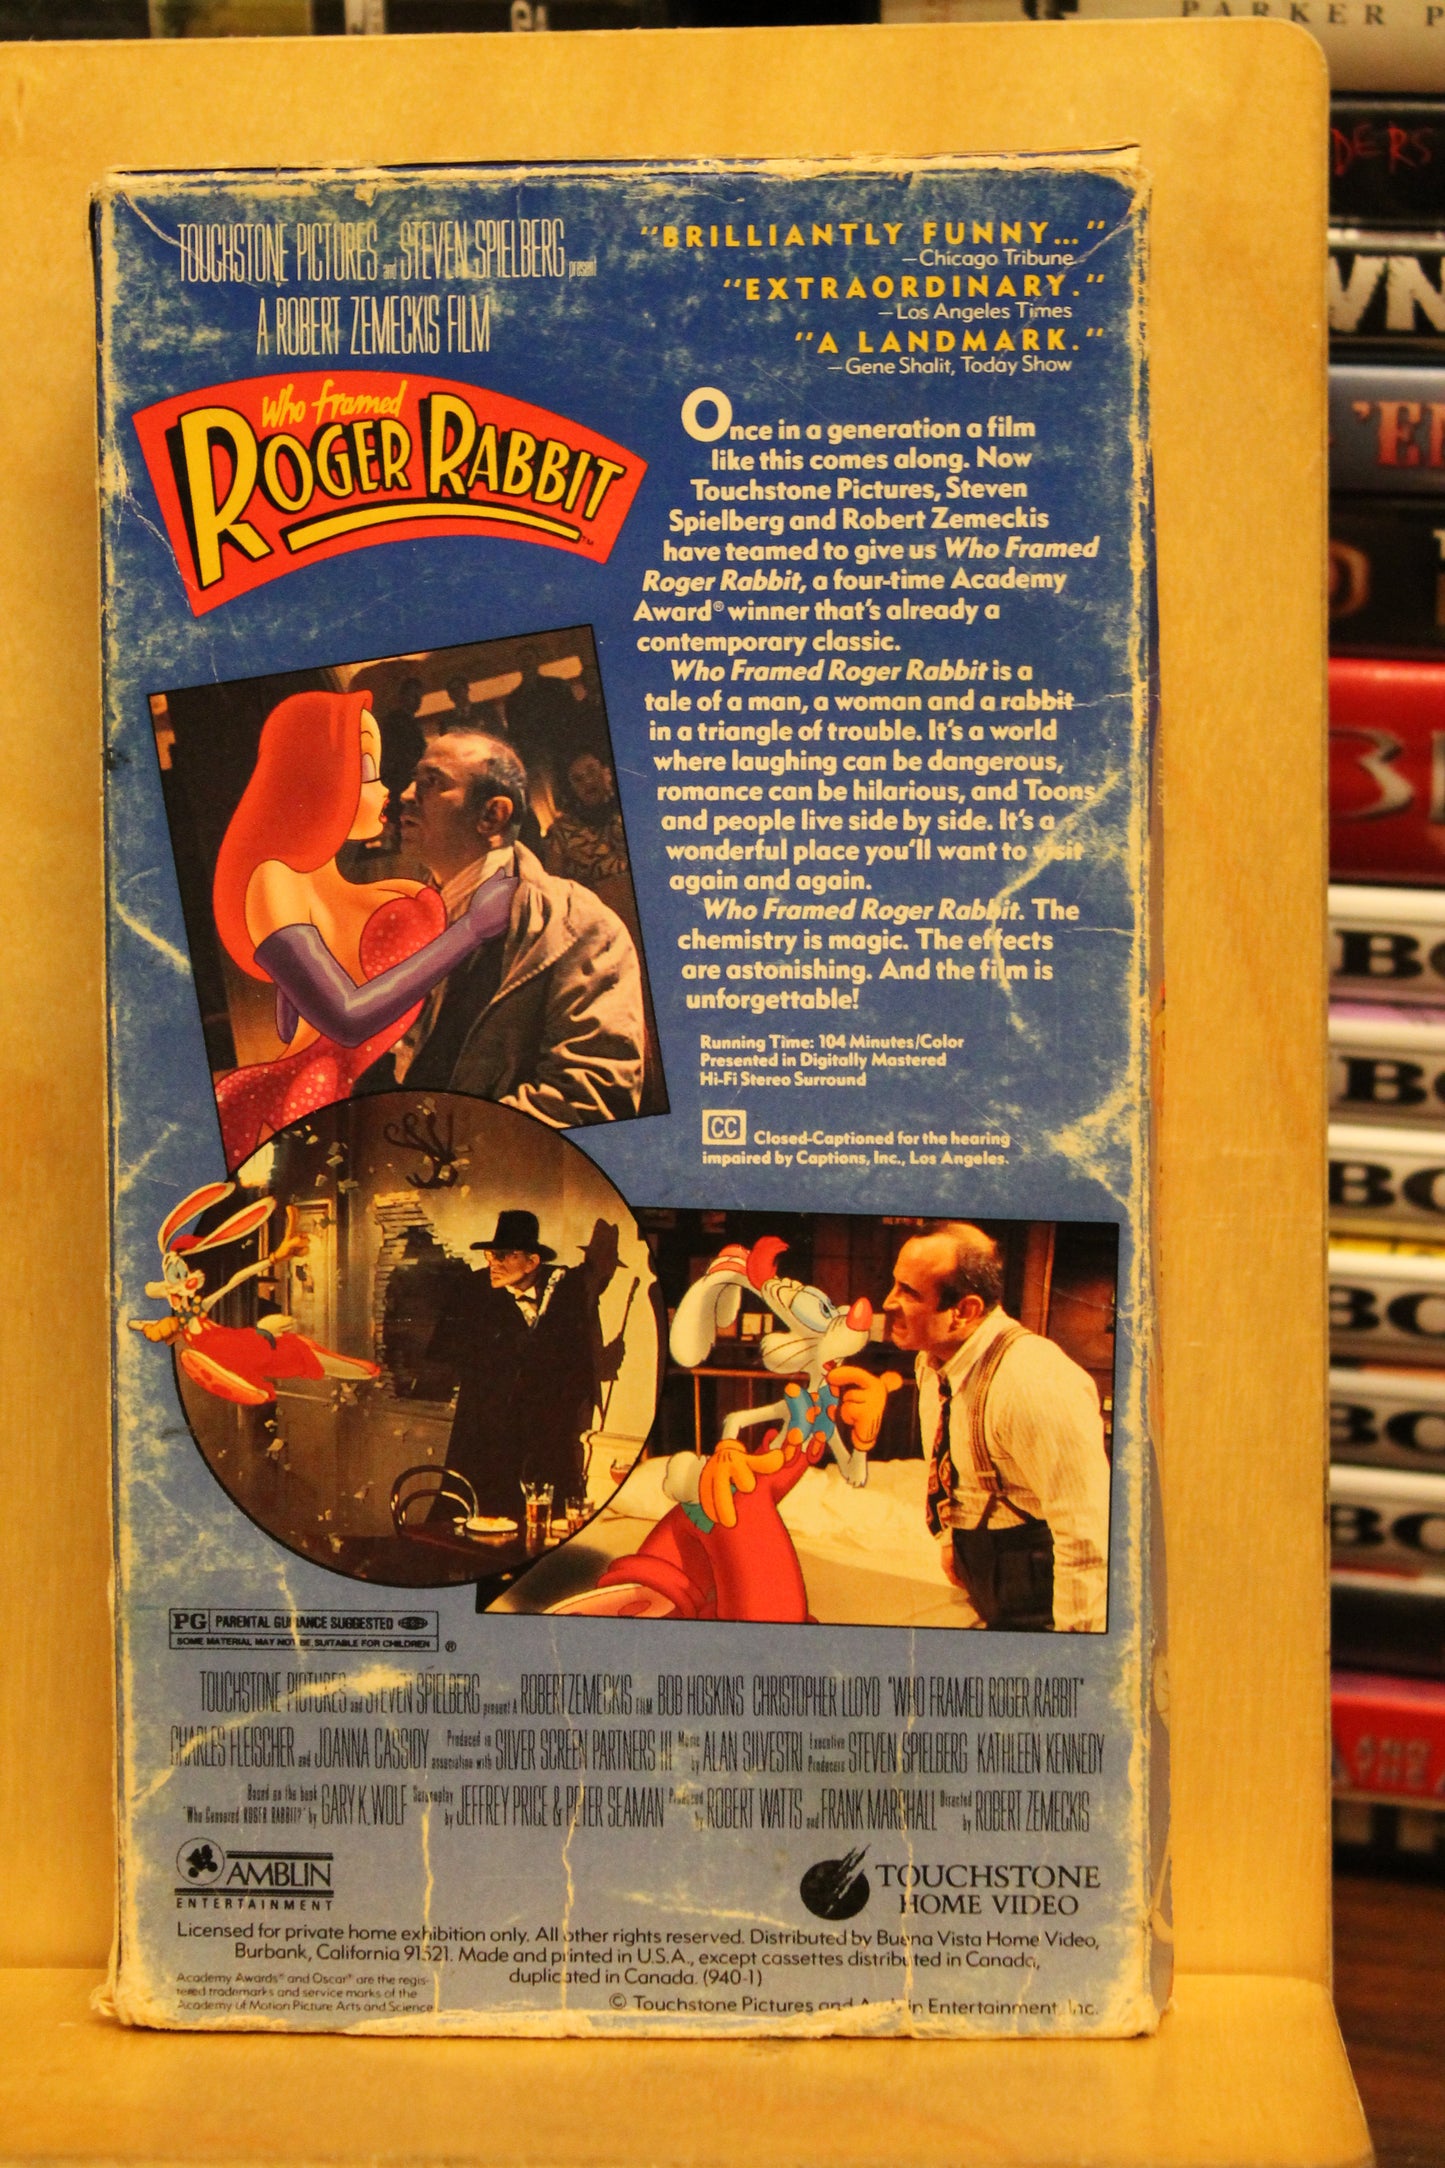 PARKER P
DERS
WN
'E
TOUCHSTONE PICTURES and STEVEN SPIELBERG present
A ROBERT ZEMECKIS FILM
Who Framed
ROGER RABBIT
TM
"BRILLIANTLY FUNNY..."
—Chicago Tribune
"EXTRAORDINARY."
—Los Angeles Times
"A LANDMARK."
—Gene Shalit, Today Show
Once in a generation a film
like this comes along. Now
Touchstone Pictures, Steven
Spielberg and Robert Zemeckis
have teamed to give us Who Framed
Roger Rabbit, a four-time Academy
Award® winner that's already a
contemporary classic.
Who Framed Roger Rabbit is a
tale of a man, a woman and a rabbit
in a triangle of trouble. It's a world
where laughing can be dangerous,
romance can be hilarious, and Toons
and people live side by side. It's a
wonderful place you'll want to visit
again and again.
Who Framed Roger Rabbit. The
chemistry is magic. The effects
are astonishing. And the film is
unforgettable!
Running Time: 104 Minutes/Color
Presented in Digitally Mastered
Hi-Fi Stereo Surround
CC Closed-Captioned for the hearing
impaired by Captions, Inc., Los Angeles.
PG PARENTAL GUIDANCE SUGGESTED
SOME MATERIAL MAY NOT BE SUITABLE FOR CHILDREN ®
TOUCHSTONE PICTURES and STEVEN SPIELBERG present A ROBERT ZEMECKIS FILM BOB HOSKINS CHRISTOPHER LLOYD "WHO FRAMED ROGER RABBIT"
CHARLES FLEISCHER and JOANNA CASSIDY Produced in association with SILVER SCREEN PARTNERS III Music by ALAN SILVESTRI Executive Producers STEVEN SPIELBERG KATHLEEN KENNEDY
Based on the book "Who Censored ROGER RABBIT?" by GARY K. WOLF Screenplay by JEFFREY PRICE & PETER SEAMAN Produced by ROBERT WATTS and FRANK MARSHALL Directed by ROBERT ZEMECKIS
AMBLIN
ENTERTAINMENT
TOUCHSTONE
HOME VIDEO
Licensed for private home exhibition only. All other rights reserved. Distributed by Buena Vista Home Video,
Burbank, California 91521. Made and printed in U.S.A., except cassettes distributed in Canada,
duplicated in Canada. (940-1)
Academy Awards® and Oscar® are the regis-
tered trademarks and service marks of the
Academy of Motion Picture Arts and Science
© Touchstone Pictures and Amblin Entertainment, Inc.